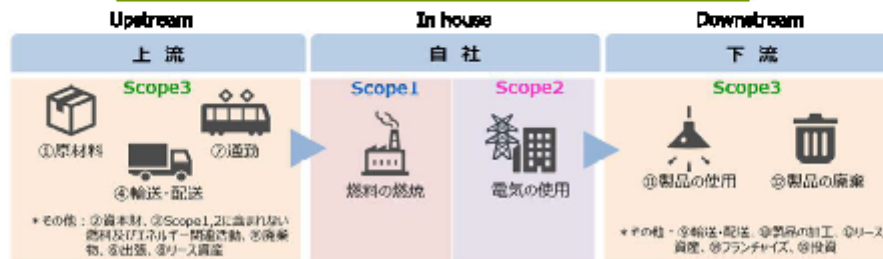 Upstream
In house
Downstream
上流
自社
下流
Scope3
Scope1
Scope2
Scope3
①原材料
⑦通勤
④輸送・配送
燃料の燃焼
電気の使用
⑪製品の使用
⑫製品の廃棄
*その他：②資本財、③Scope1,2に含まれない
燃料及びエネルギー関連活動、⑤廃棄
物、⑥出張、⑧リース資産
*その他・⑨輸送・配送、⑩製品の加工、⑬リース
資産、⑭フランチャイズ、⑮投資